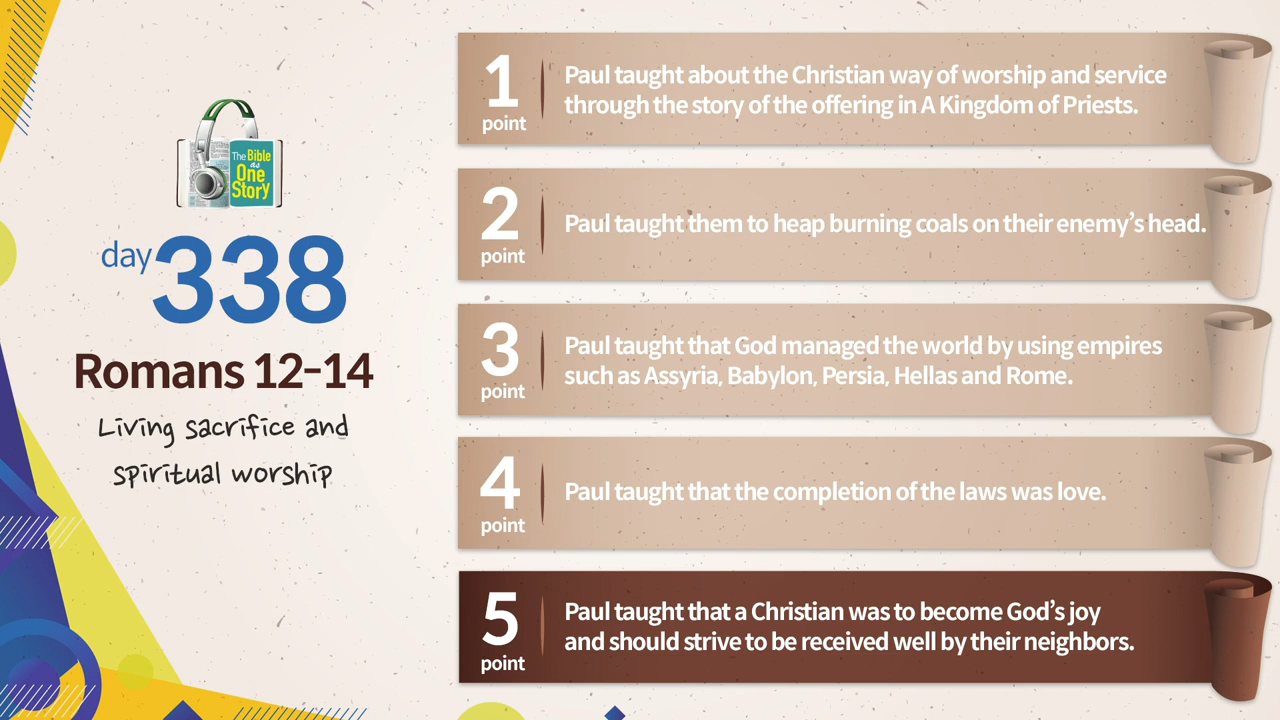 The Bible
as
One
Story
day 338
Romans 12-14
Living sacrifice and
spiritual worship
1
point
Paul taught about the Christian way of worship and service
through the story of the offering in A Kingdom of Priests.
2
point
Paul taught them to heap burning coals on their enemy's head.
3
point
Paul taught that God managed the world by using empires
such as Assyria, Babylon, Persia, Hellas and Rome.
4
point
Paul taught that the completion of the laws was love.
5
point
Paul taught that a Christian was to become God's joy
and should strive to be received well by their neighbors.